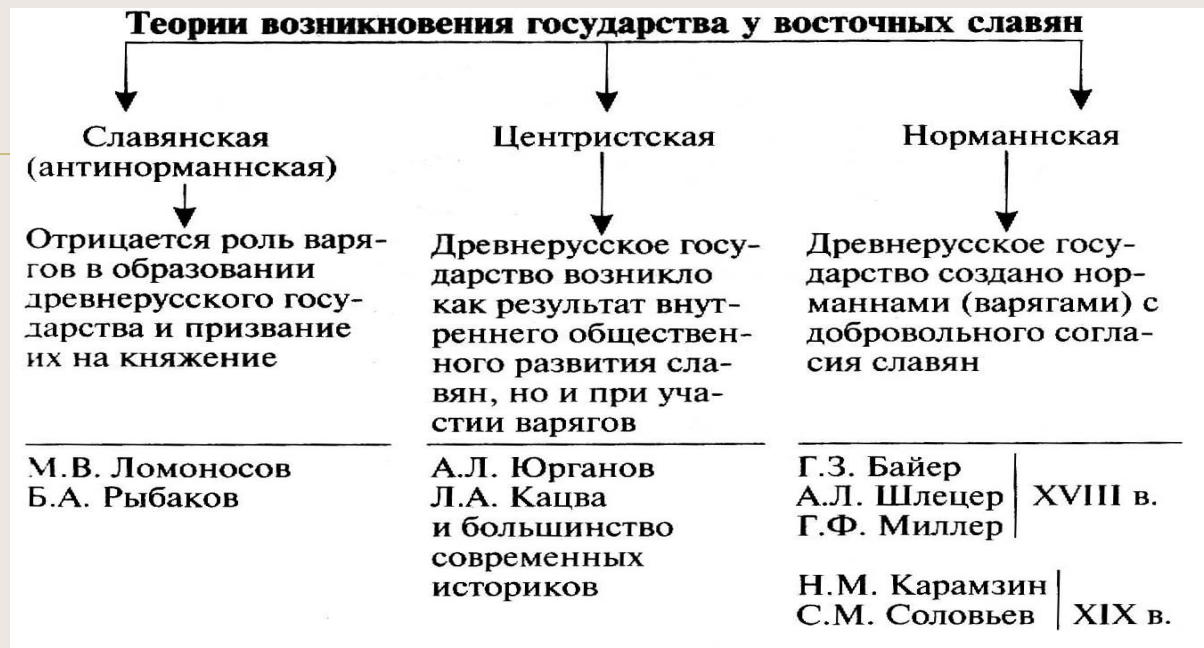 Теории возникновения государства у восточных славян
Славянская
(антинорманнская)
Отрицается роль варя-
гов в образовании
древнерусского госу-
дарства и призвание
их на княжение
М.В. Ломоносов
Б.А. Рыбаков
Центристская
Древнерусское госу-
дарство возникло
как результат внут-
реннего обществен-
ного развития сла-
вян, но и при уча-
стии варягов
А.Л. Юрганов
Л.А. Кацва
и большинство
современных
историков
Норманнская
Древнерусское госу-
дарство создано нор-
маннами (варягами) с
добровольного согла-
сия славян
Г.З. Байер
А.Л. Шлецер
Г.Ф. Миллер
XVIII в.
Н.М. Карамзин
С.М. Соловьев
XIX в.